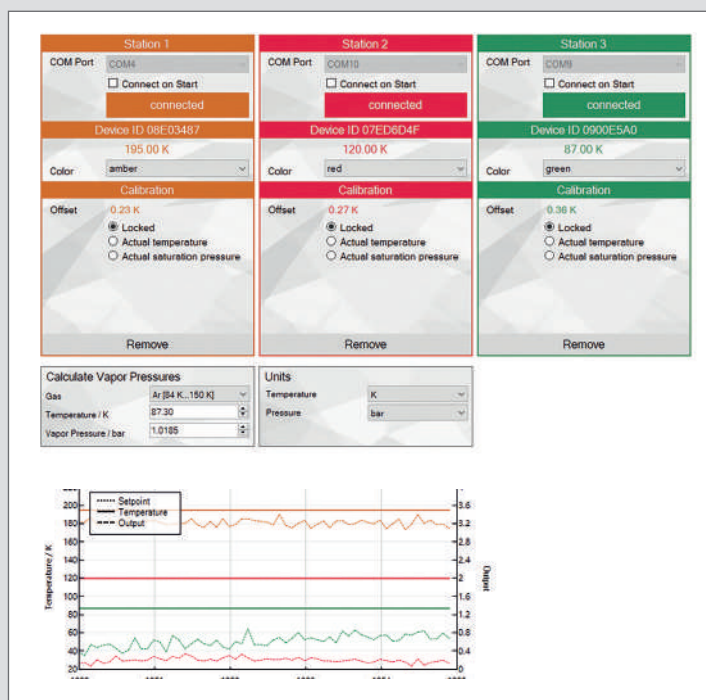 Station 1
COM Port COM4
Connect on Start
connected
Device ID 08E03487
195.00 K
Color amber
Calibration
Offset 0.23 K
Locked
Actual temperature
Actual saturation pressure
Remove
Station 2
COM Port COM10
Connect on Start
connected
Device ID 07ED6D4F
120.00 K
Color red
Calibration
Offset 0.27 K
Locked
Actual temperature
Actual saturation pressure
Remove
Station 3
COM Port COM9
Connect on Start
connected
Device ID 0900E5A0
87.00 K
Color green
Calibration
Offset 0.36 K
Locked
Actual temperature
Actual saturation pressure
Remove
Calculate Vapor Pressures
Gas Ar [84 K...150 K]
Temperature / K 87.30
Vapor Pressure / bar 1.0185
Units
Temperature K
Pressure bar
Setpoint
Temperature
Output
Temperature / K
200
180
160
140
120
100
80
60
40
20
3.6
3.2
2.8
2.4
2
1.6
1.2
0.8
0.4
0
Output